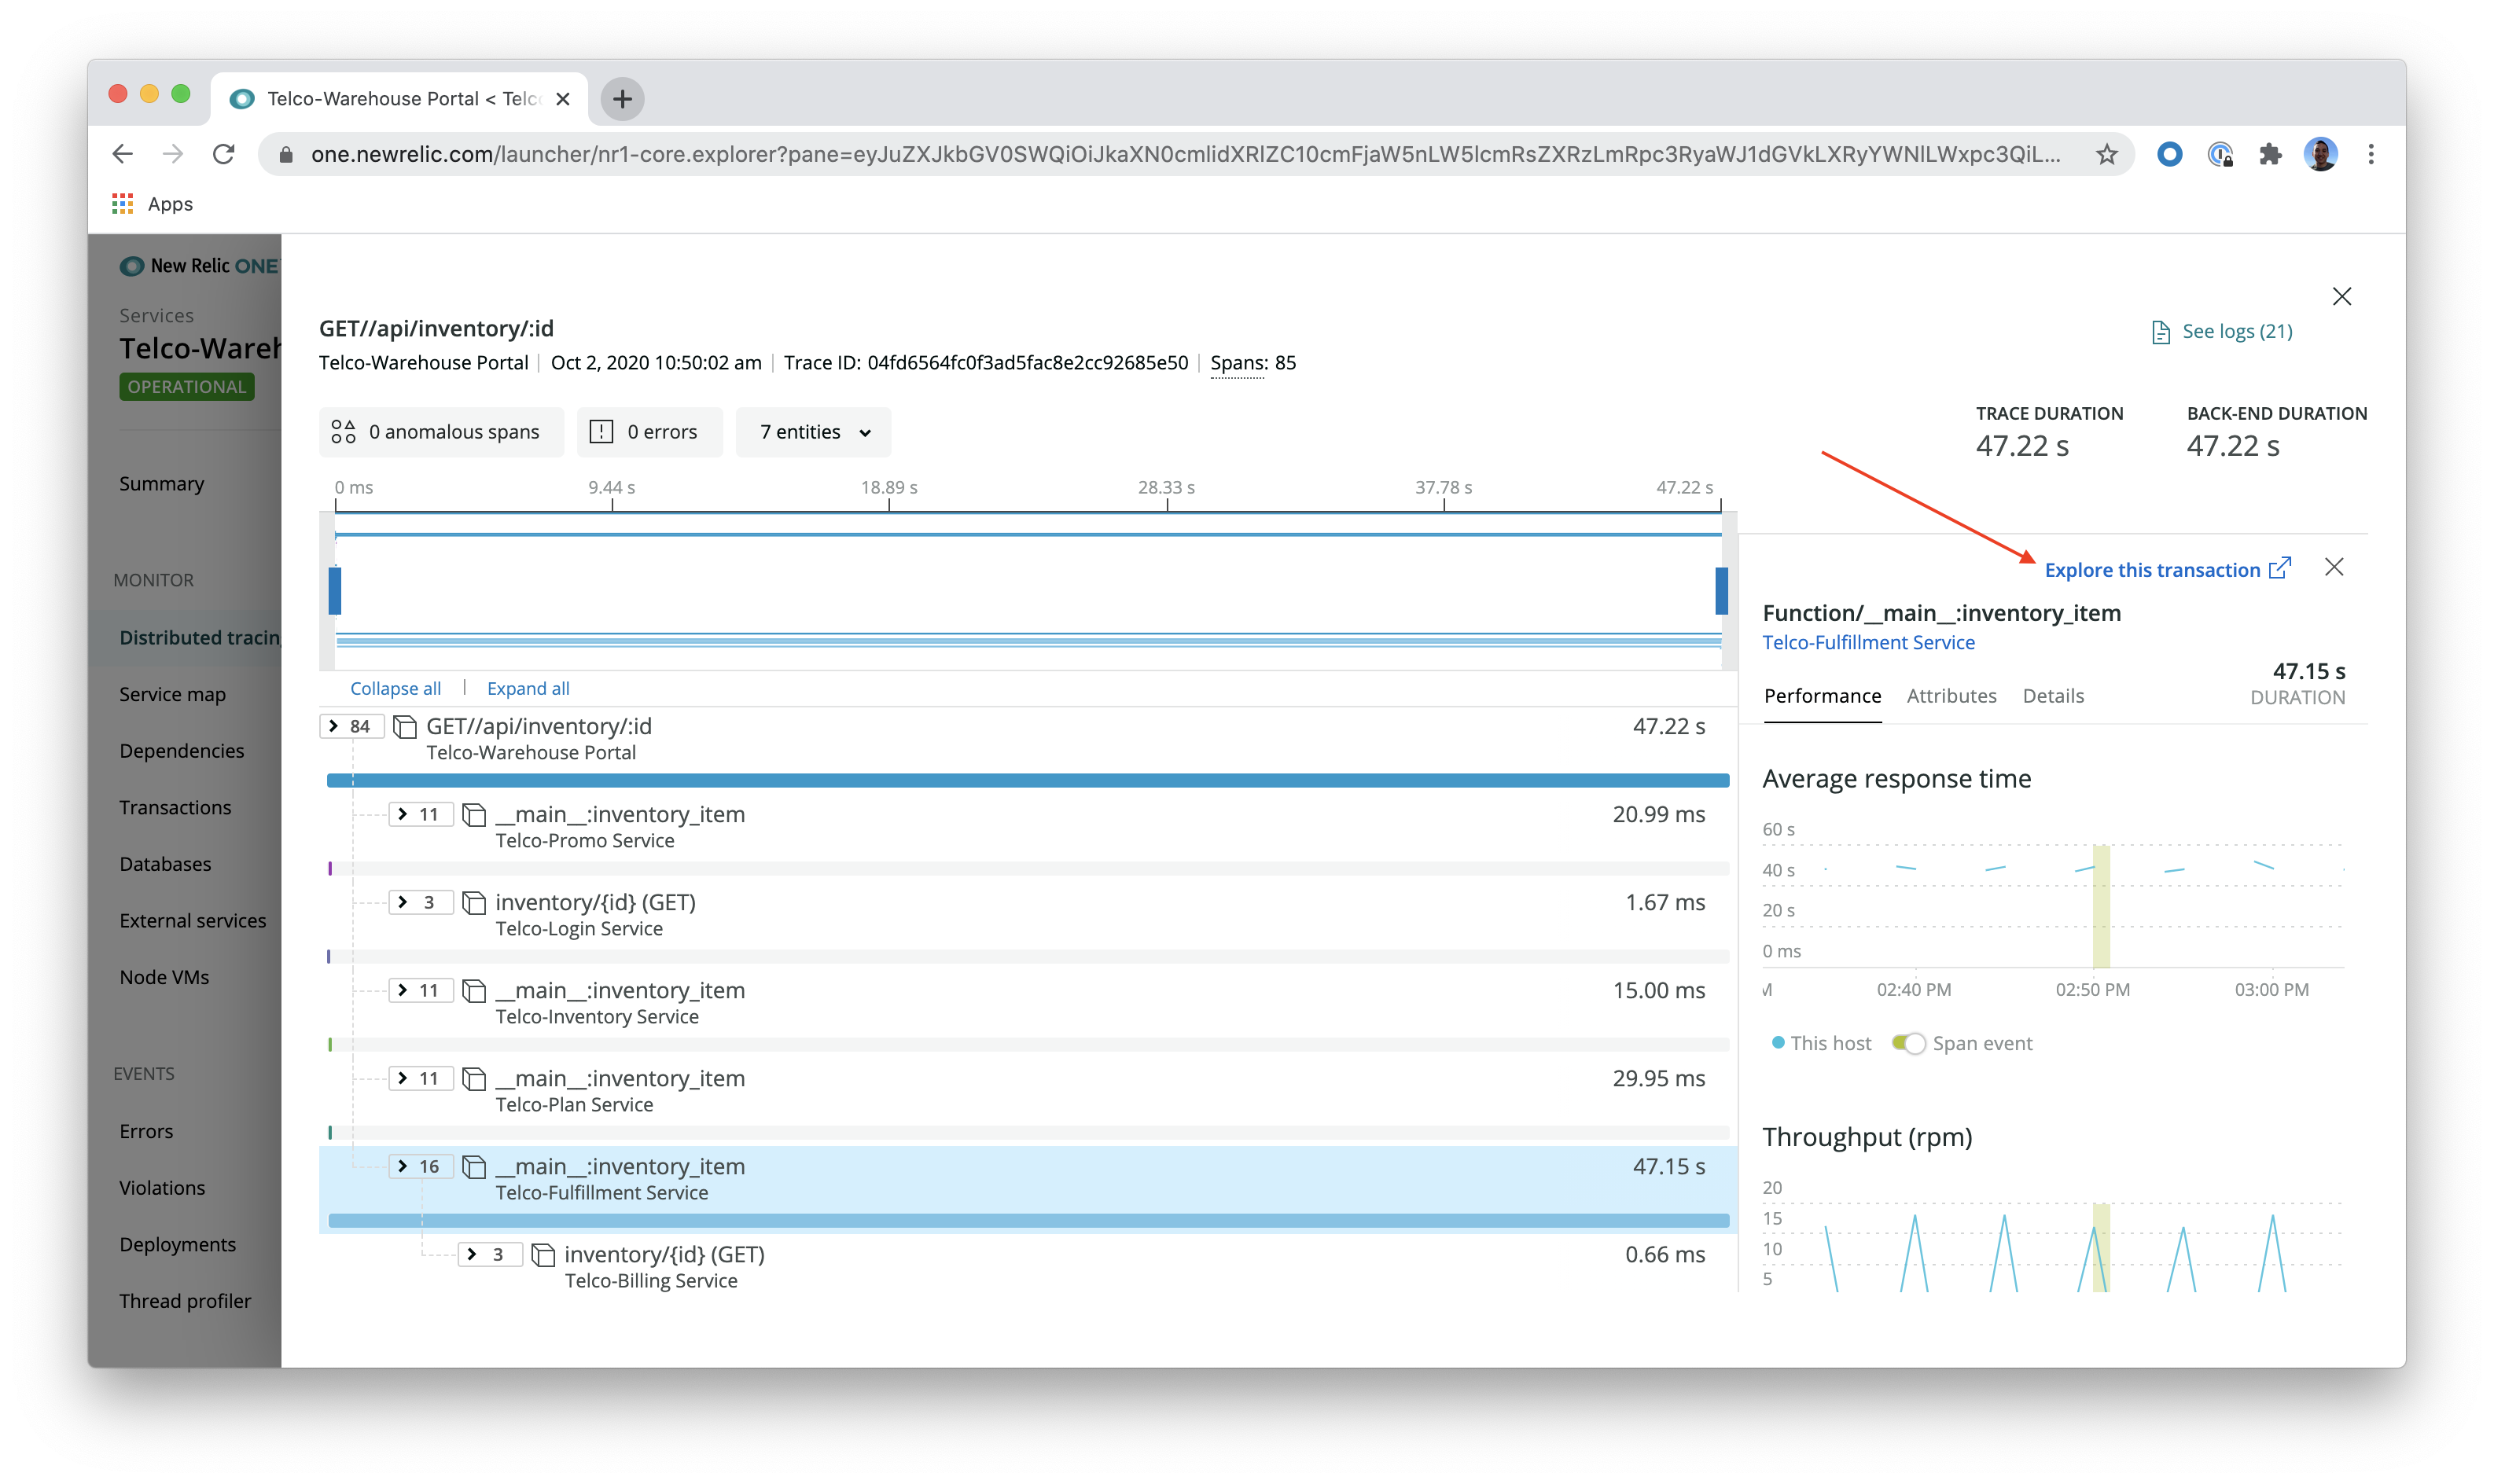 Telco-Warehouse Portal < Telc
one.newrelic.com/launcher/nr1-core.explorer?pane=eyJuZXJkbGV0SWQiOiJkaXN0cmlidXRlZC10cmFjaW5nLW5lcmRsZXRzLmRpc3RyaWJ1dGVkLXRyYWNlLWxpc3QiL...
Apps
New Relic ONE
Services
Telco-Wareh
OPERATIONAL
Summary
MONITOR
Distributed tracing
Service map
Dependencies
Transactions
Databases
External services
Node VMs
EVENTS
Errors
Violations
Deployments
Thread profiler
GET//api/inventory/:id
See logs (21)
Telco-Warehouse Portal | Oct 2, 2020 10:50:02 am | Trace ID: 04fd6564fc0f3ad5fac8e2cc92685e50 | Spans: 85
0 anomalous spans 0 errors 7 entities
TRACE DURATION BACK-END DURATION
47.22 s 47.22 s
0 ms 9.44 s 18.89 s 28.33 s 37.78 s 47.22 s
Collapse all | Expand all
84 GET//api/inventory/:id 47.22 s
Telco-Warehouse Portal
11 __main__:inventory_item 20.99 ms
Telco-Promo Service
3 inventory/{id} (GET) 1.67 ms
Telco-Login Service
11 __main__:inventory_item 15.00 ms
Telco-Inventory Service
11 __main__:inventory_item 29.95 ms
Telco-Plan Service
16 __main__:inventory_item 47.15 s
Telco-Fulfillment Service
3 inventory/{id} (GET) 0.66 ms
Telco-Billing Service
Explore this transaction
Function/__main__:inventory_item
Telco-Fulfillment Service
47.15 s
DURATION
Performance Attributes Details
Average response time
60 s
40 s
20 s
0 ms
M 02:40 PM 02:50 PM 03:00 PM
This host Span event
Throughput (rpm)
20
15
10
5